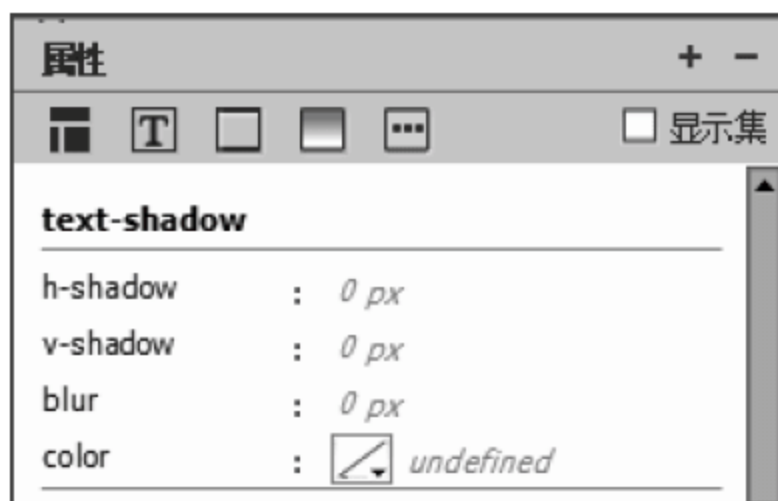 属性 + −
T 显示集
text-shadow
h-shadow : 0 px
v-shadow : 0 px
blur : 0 px
color : undefined